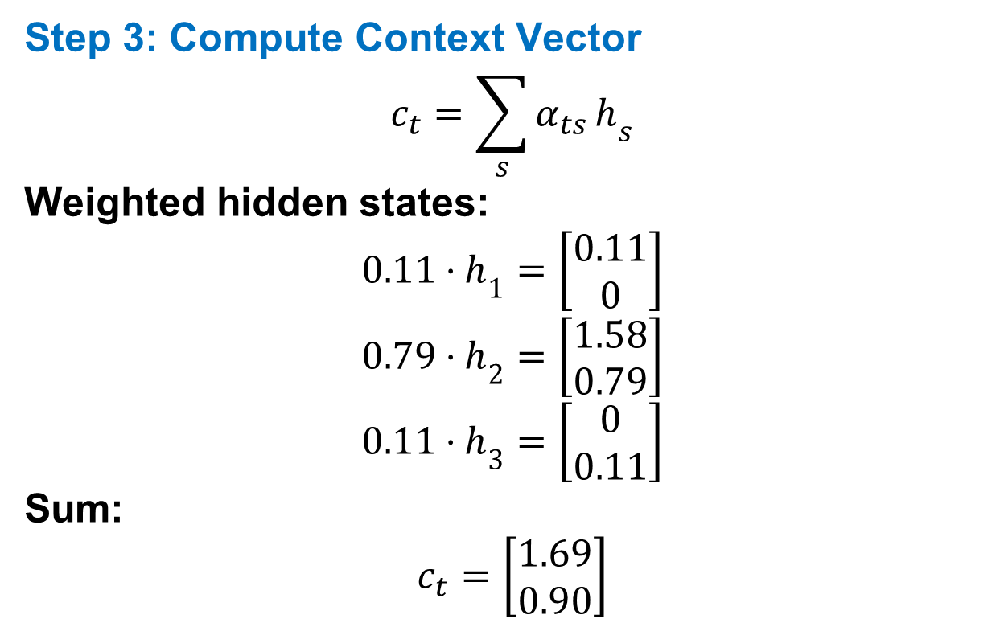 Step 3: Compute Context Vector
$c_t = \sum_s \alpha_{ts} \, h_s$
Weighted hidden states:
$0.11 \cdot h_1 = \begin{bmatrix} 0.11 \\ 0 \end{bmatrix}$
$0.79 \cdot h_2 = \begin{bmatrix} 1.58 \\ 0.79 \end{bmatrix}$
$0.11 \cdot h_3 = \begin{bmatrix} 0 \\ 0.11 \end{bmatrix}$
Sum:
$c_t = \begin{bmatrix} 1.69 \\ 0.90 \end{bmatrix}$